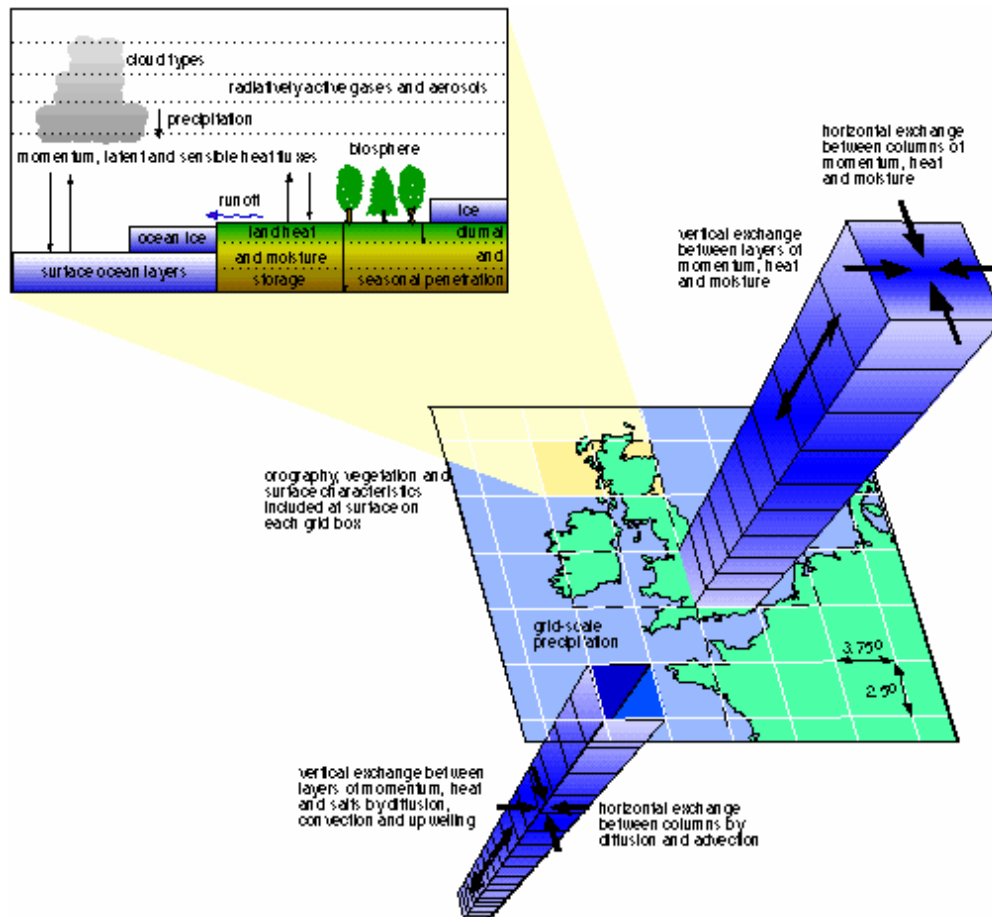 cloud types
radiatively active gases and aerosols
precipitation
momentum, latent and sensible heat fluxes
biosphere
run off
ice
ocean ice
land heat
diurnal
and moisture
and
surface ocean layers
storage
seasonal penetration
horizontal exchange
between columns of
momentum, heat
and moisture
vertical exchange
between layers of
momentum, heat
and moisture
orography, vegetation and
surface characteristics
included at surface on
each grid box
grid-scale
precipitation
3.75°
2.5°
vertical exchange between
layers of momentum, heat
and salts by diffusion,
convection and upwelling
horizontal exchange
between columns by
diffusion and advection